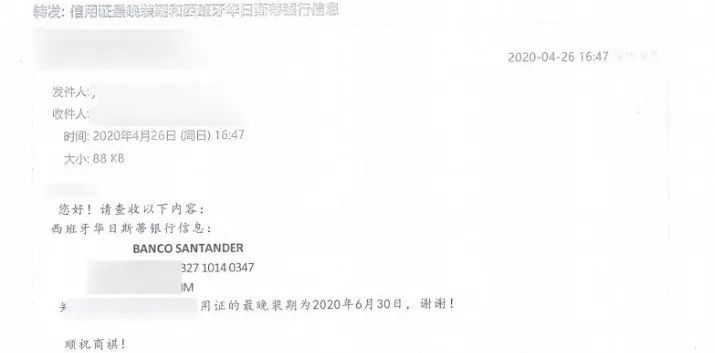 转发: 信用证最晚装期和西班牙华日斯蒂银行信息
2020-04-26 16:47
发件人: ,
收件人:
时间: 2020年4月26日 (周日) 16:47
大小: 88 KB
您好！请查收以下内容：
西班牙华日斯蒂银行信息：
BANCO SANTANDER
327 1014 0347
MM
用证的最晚装期为2020年6月30日，谢谢！
顺祝商祺！